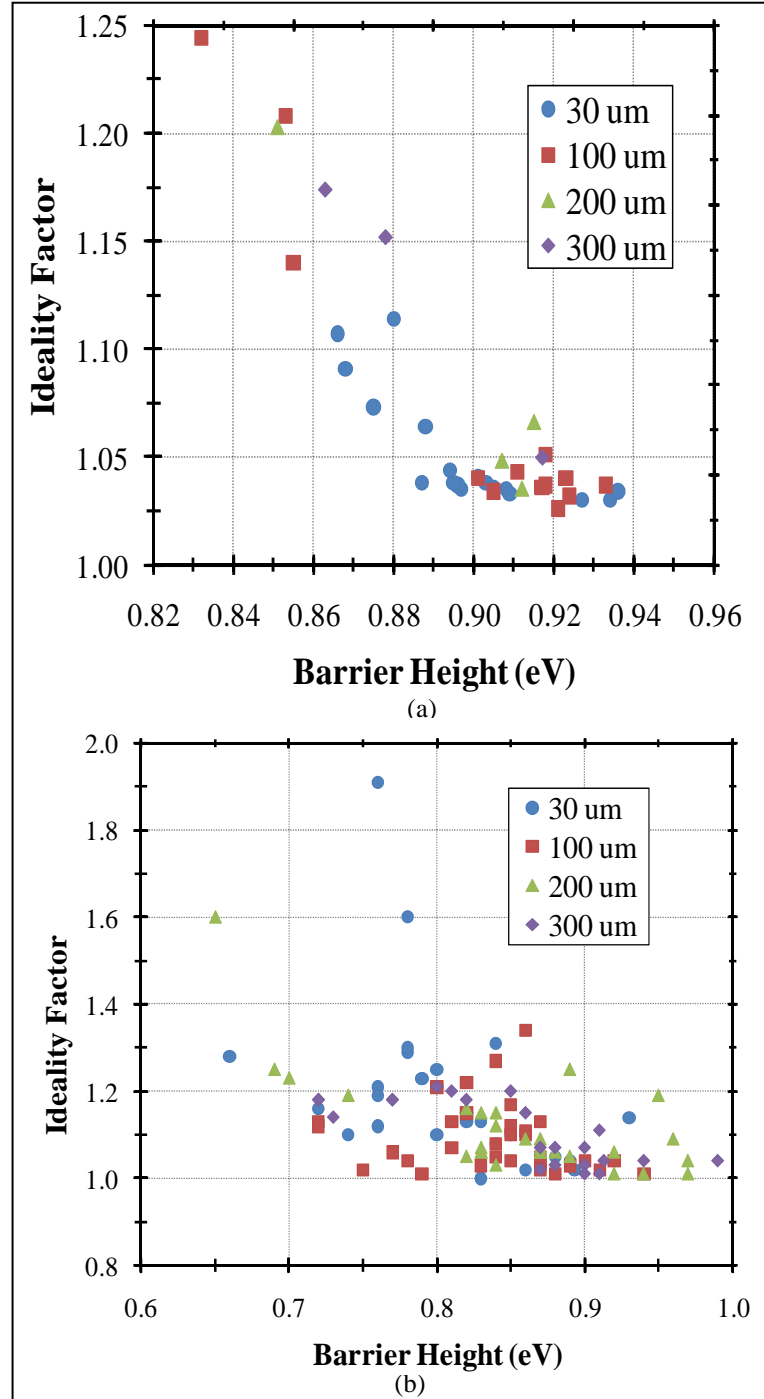 1.25
1.20
1.15
1.10
1.05
1.00
Ideality Factor
30 um
100 um
200 um
300 um
0.82 0.84 0.86 0.88 0.90 0.92 0.94 0.96
Barrier Height (eV)
(a)
2.0
1.8
1.6
1.4
1.2
1.0
0.8
Ideality Factor
30 um
100 um
200 um
300 um
0.6 0.7 0.8 0.9 1.0
Barrier Height (eV)
(b)